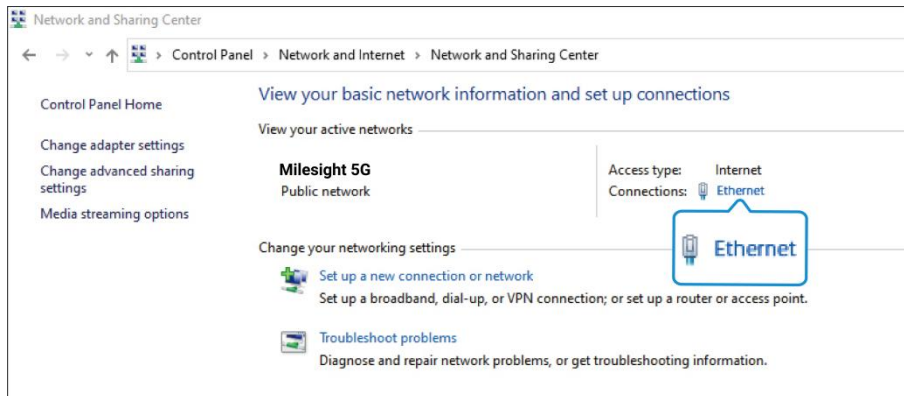 Network and Sharing Center
Control Panel > Network and Internet > Network and Sharing Center
Control Panel Home
Change adapter settings
Change advanced sharing
settings
Media streaming options
View your basic network information and set up connections
View your active networks
Milesight 5G
Public network
Access type: Internet
Connections: Ethernet
Ethernet
Change your networking settings
Set up a new connection or network
Set up a broadband, dial-up, or VPN connection; or set up a router or access point.
Troubleshoot problems
Diagnose and repair network problems, or get troubleshooting information.